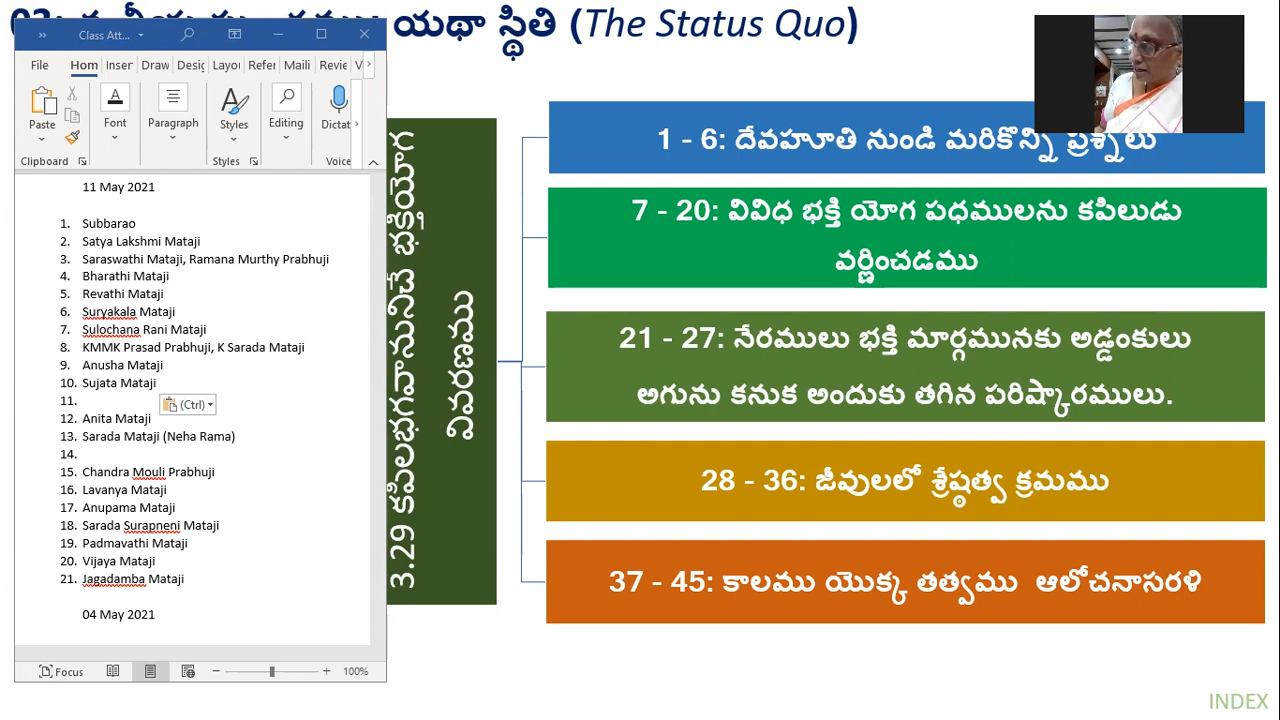 యథా స్థితి (The Status Quo)
Class Att...
File Hom Inser Draw Desig Layou Refer Maili Revie V
Paste
Font
Paragraph
Styles
Editing
Dictat
Clipboard
Styles
Voice
11 May 2021
1. Subbarao
2. Satya Lakshmi Mataji
3. Saraswathi Mataji, Ramana Murthy Prabhuji
4. Bharathi Mataji
5. Revathi Mataji
6. Suryakala Mataji
7. Sulochana Rani Mataji
8. KMMK Prasad Prabhuji, K Sarada Mataji
9. Anusha Mataji
10. Sujata Mataji
11.
(Ctrl)
12. Anita Mataji
13. Sarada Mataji (Neha Rama)
14.
15. Chandra Mouli Prabhuji
16. Lavanya Mataji
17. Anupama Mataji
18. Sarada Surapneni Mataji
19. Padmavathi Mataji
20. Vijaya Mataji
21. Jagadamba Mataji
04 May 2021
Focus
100%
3.29 కపిలభగవానునిచే భక్తియోగ
వివరణము
1 - 6: దేవహూతి నుండి మరికొన్ని ప్రశ్నలు
7 - 20: వివిధ భక్తి యోగ పధములను కపిలుడు
వర్ణించడము
21 - 27: నేరములు భక్తి మార్గమునకు అడ్డంకులు
అగును కనుక అందుకు తగిన పరిష్కారములు.
28 - 36: జీవులలో శ్రేష్ఠత్వ క్రమము
37 - 45: కాలము యొక్క తత్వము ఆలోచనాసరళి
INDEX